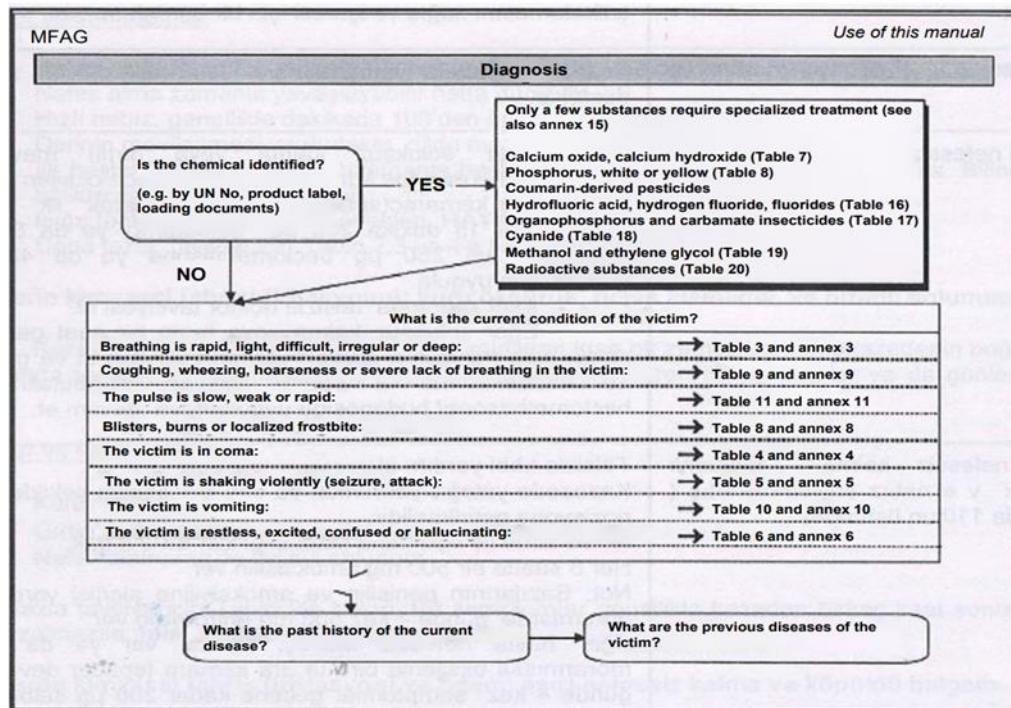 MFAG
Use of this manual
Diagnosis
Is the chemical identified?
(e.g. by UN No, product label,
loading documents)
YES
NO
Only a few substances require specialized treatment (see
also annex 15)
Calcium oxide, calcium hydroxide (Table 7)
Phosphorus, white or yellow (Table 8)
Coumarin-derived pesticides
Hydrofluoric acid, hydrogen fluoride, fluorides (Table 16)
Organophosphorus and carbamate insecticides (Table 17)
Cyanide (Table 18)
Methanol and ethylene glycol (Table 19)
Radioactive substances (Table 20)
What is the current condition of the victim?
Breathing is rapid, light, difficult, irregular or deep: Table 3 and annex 3
Coughing, wheezing, hoarseness or severe lack of breathing in the victim: Table 9 and annex 9
The pulse is slow, weak or rapid: Table 11 and annex 11
Blisters, burns or localized frostbite: Table 8 and annex 8
The victim is in coma: Table 4 and annex 4
The victim is shaking violently (seizure, attack): Table 5 and annex 5
The victim is vomiting: Table 10 and annex 10
The victim is restless, excited, confused or hallucinating: Table 6 and annex 6
What is the past history of the current
disease?
What are the previous diseases of the
victim?